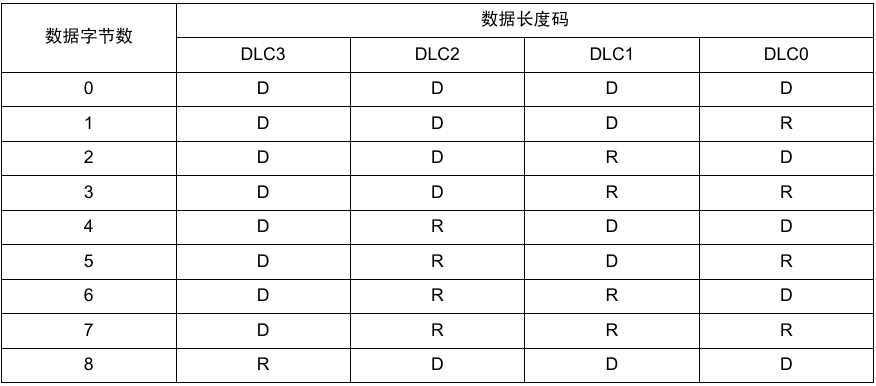 数据字节数 数据长度码
DLC3 DLC2 DLC1 DLC0
0 D D D D
1 D D D R
2 D D R D
3 D D R R
4 D R D D
5 D R D R
6 D R R D
7 D R R R
8 R D D D